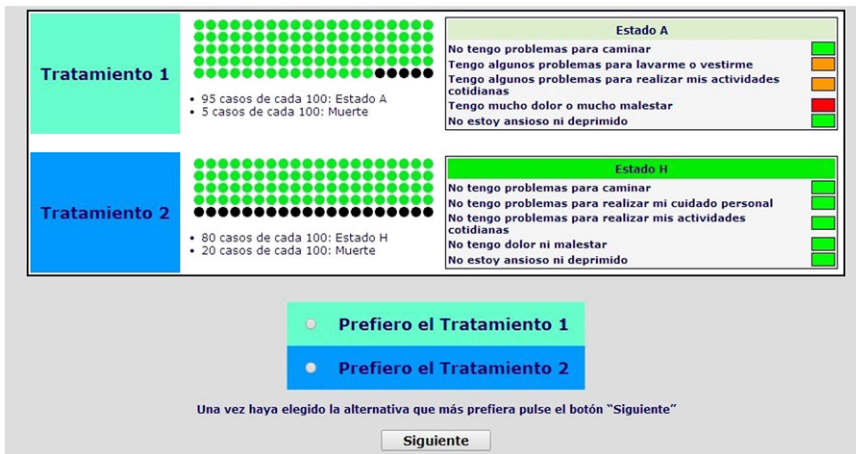 Tratamiento 1
• 95 casos de cada 100: Estado A
• 5 casos de cada 100: Muerte
Estado A
No tengo problemas para caminar
Tengo algunos problemas para lavarme o vestirme
Tengo algunos problemas para realizar mis actividades
cotidianas
Tengo mucho dolor o mucho malestar
No estoy ansioso ni deprimido
Tratamiento 2
• 80 casos de cada 100: Estado H
• 20 casos de cada 100: Muerte
Estado H
No tengo problemas para caminar
No tengo problemas para realizar mi cuidado personal
No tengo problemas para realizar mis actividades
cotidianas
No tengo dolor ni malestar
No estoy ansioso ni deprimido
Prefiero el Tratamiento 1
Prefiero el Tratamiento 2
Una vez haya elegido la alternativa que más prefiera pulse el botón “Siguiente”
Siguiente